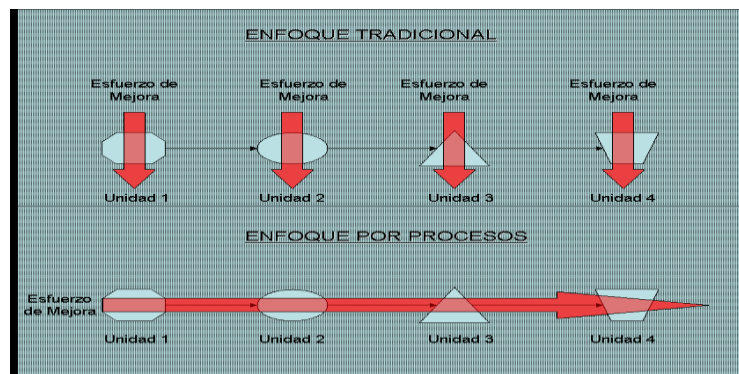 ENFOQUE TRADICIONAL
Esfuerzo de
Mejora
Esfuerzo de
Mejora
Esfuerzo de
Mejora
Esfuerzo de
Mejora
Unidad 1
Unidad 2
Unidad 3
Unidad 4
ENFOQUE POR PROCESOS
Esfuerzo
de Mejora
Unidad 1
Unidad 2
Unidad 3
Unidad 4